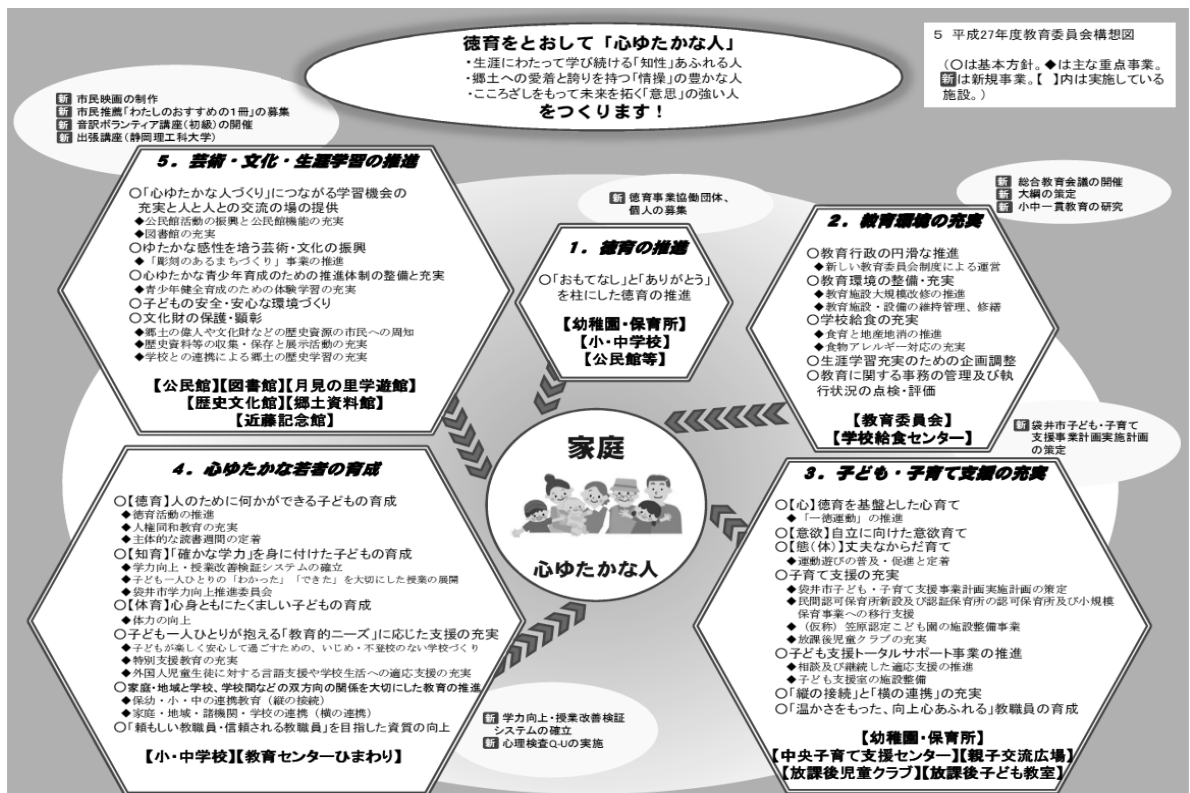 徳育をとおして「心ゆたかな人」
・生涯にわたって学び続ける「知性」あふれる人
・郷土への愛着と誇りを持つ「情操」の豊かな人
・こころざしをもって未来を拓く「意思」の強い人
をつくります！
5 平成27年度教育委員会構想図
(○は基本方針。◆は主な重点事業。
新は新規事業。【 】内は実施している
施設。)
新 市民映画の制作
新 市民推薦「わたしのおすすめの1冊」の募集
新 音訳ボランティア講座(初級)の開催
新 出張講座(静岡理工科大学)
5．芸術・文化・生涯学習の推進
○「心ゆたかな人づくり」につながる学習機会の
充実と人と人との交流の場の提供
◆公民館活動の振興と公民館機能の充実
◆図書館の充実
○ゆたかな感性を培う芸術・文化の振興
◆「彫刻のあるまちづくり」事業の推進
○心ゆたかな青少年育成のための推進体制の整備と充実
◆青少年健全育成のための体験学習の充実
○子どもの安全・安心な環境づくり
○文化財の保護・顕彰
◆郷土の偉人や文化財などの歴史資源の市民への周知
◆歴史資料等の収集・保存と展示活動の充実
◆学校との連携による郷土の歴史学習の充実
【公民館】【図書館】【月見の里学遊館】
【歴史文化館】【郷土資料館】
【近藤記念館】
新 徳育事業協働団体、
個人の募集
1．徳育の推進
○「おもてなし」と「ありがとう」
を柱にした徳育の推進
【幼稚園・保育所】
【小・中学校】
【公民館等】
新 総合教育会議の開催
新 大綱の策定
新 小中一貫教育の研究
2．教育環境の充実
○教育行政の円滑な推進
◆新しい教育委員会制度による運営
○教育環境の整備・充実
◆教育施設大規模改修の推進
◆教育施設・設備の維持管理、修繕
○学校給食の充実
◆食育と地産地消の推進
◆食物アレルギー対応の充実
○生涯学習充実のための企画調整
○教育に関する事務の管理及び執
行状況の点検・評価
【教育委員会】
【学校給食センター】
新 袋井市子ども・子育て
支援事業計画実施計画
の策定
家庭
心ゆたかな人
4．心ゆたかな若者の育成
○【徳育】人のために何かができる子どもの育成
◆徳育活動の推進
◆人権同和教育の充実
◆主体的な読書週間の定着
○【知育】「確かな学力」を身に付けた子どもの育成
◆学力向上・授業改善検証システムの確立
◆子ども一人ひとりの「わかった」「できた」を大切にした授業の展開
◆袋井市学力向上推進委員会
○【体育】心身ともにたくましい子どもの育成
◆体力の向上
○子ども一人ひとりが抱える「教育的ニーズ」に応じた支援の充実
◆子どもが楽しく安心して過ごすための、いじめ・不登校のない学校づくり
◆特別支援教育の充実
◆外国人児童生徒に対する言語支援や学校生活への適応支援の充実
○家庭・地域と学校、学校間などの双方向の関係を大切にした教育の推進
◆保幼・小・中の連携教育（縦の接続）
◆家庭・地域・諸機関・学校の連携（横の連携）
○「頼もしい教職員・信頼される教職員」を目指した資質の向上
【小・中学校】【教育センターひまわり】
新 学力向上・授業改善検証
システムの確立
新 心理検査Q-Uの実施
3．子ども・子育て支援の充実
○【心】徳育を基盤とした心育て
◆「一徳運動」の推進
○【意欲】自立に向けた意欲育て
○【態(体)】丈夫なからだ育て
◆運動遊びの普及・促進と定着
○子育て支援の充実
◆袋井市子ども・子育て支援事業計画実施計画の策定
◆民間認可保育所新設及び認証保育所の認可保育所及び小規模
保育事業への移行支援
◆（仮称）笠原認定こども園の施設整備事業
◆放課後児童クラブの充実
○子ども支援トータルサポート事業の推進
◆相談及び継続した適応支援の推進
◆子ども支援室の施設整備
○「縦の接続」と「横の連携」の充実
○「温かさをもった、向上心あふれる」教職員の育成
【幼稚園・保育所】
【中央子育て支援センター】【親子交流広場】
【放課後児童クラブ】【放課後子ども教室】